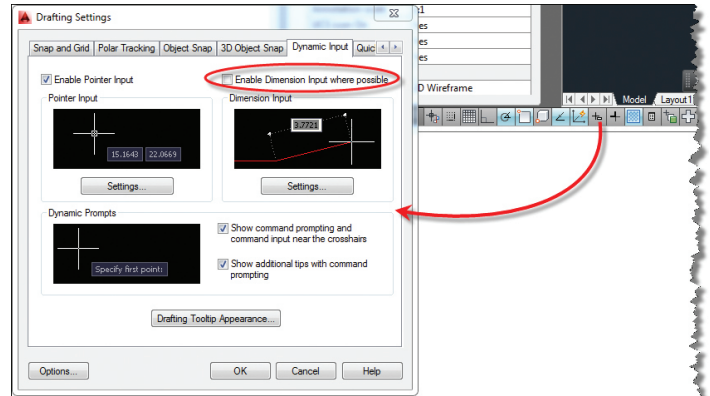 Drafting Settings
Snap and Grid
Polar Tracking
Object Snap
3D Object Snap
Dynamic Input
Quic
Enable Pointer Input
Enable Dimension Input where possible
Pointer Input
Dimension Input
15.1643 22.0669
3.7721
Settings...
Settings...
Dynamic Prompts
Specify first point:
Show command prompting and
command input near the crosshairs
Show additional tips with command
prompting
Drafting Tooltip Appearance...
Options...
OK
Cancel
Help
:1
es
es
es
D Wireframe
Model
Layout1